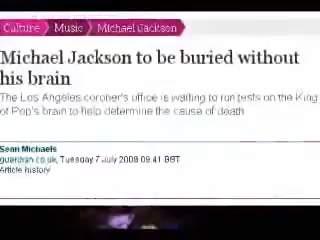 Culture Music Michael Jackson
Michael Jackson to be buried without
his brain
The Los Angeles coroner's office is waiting to run tests on the King
of Pop's brain to help determine the cause of death
Sean Michaels
guardian.co.uk, Tuesday 7 July 2009 09.41 BST
Article history